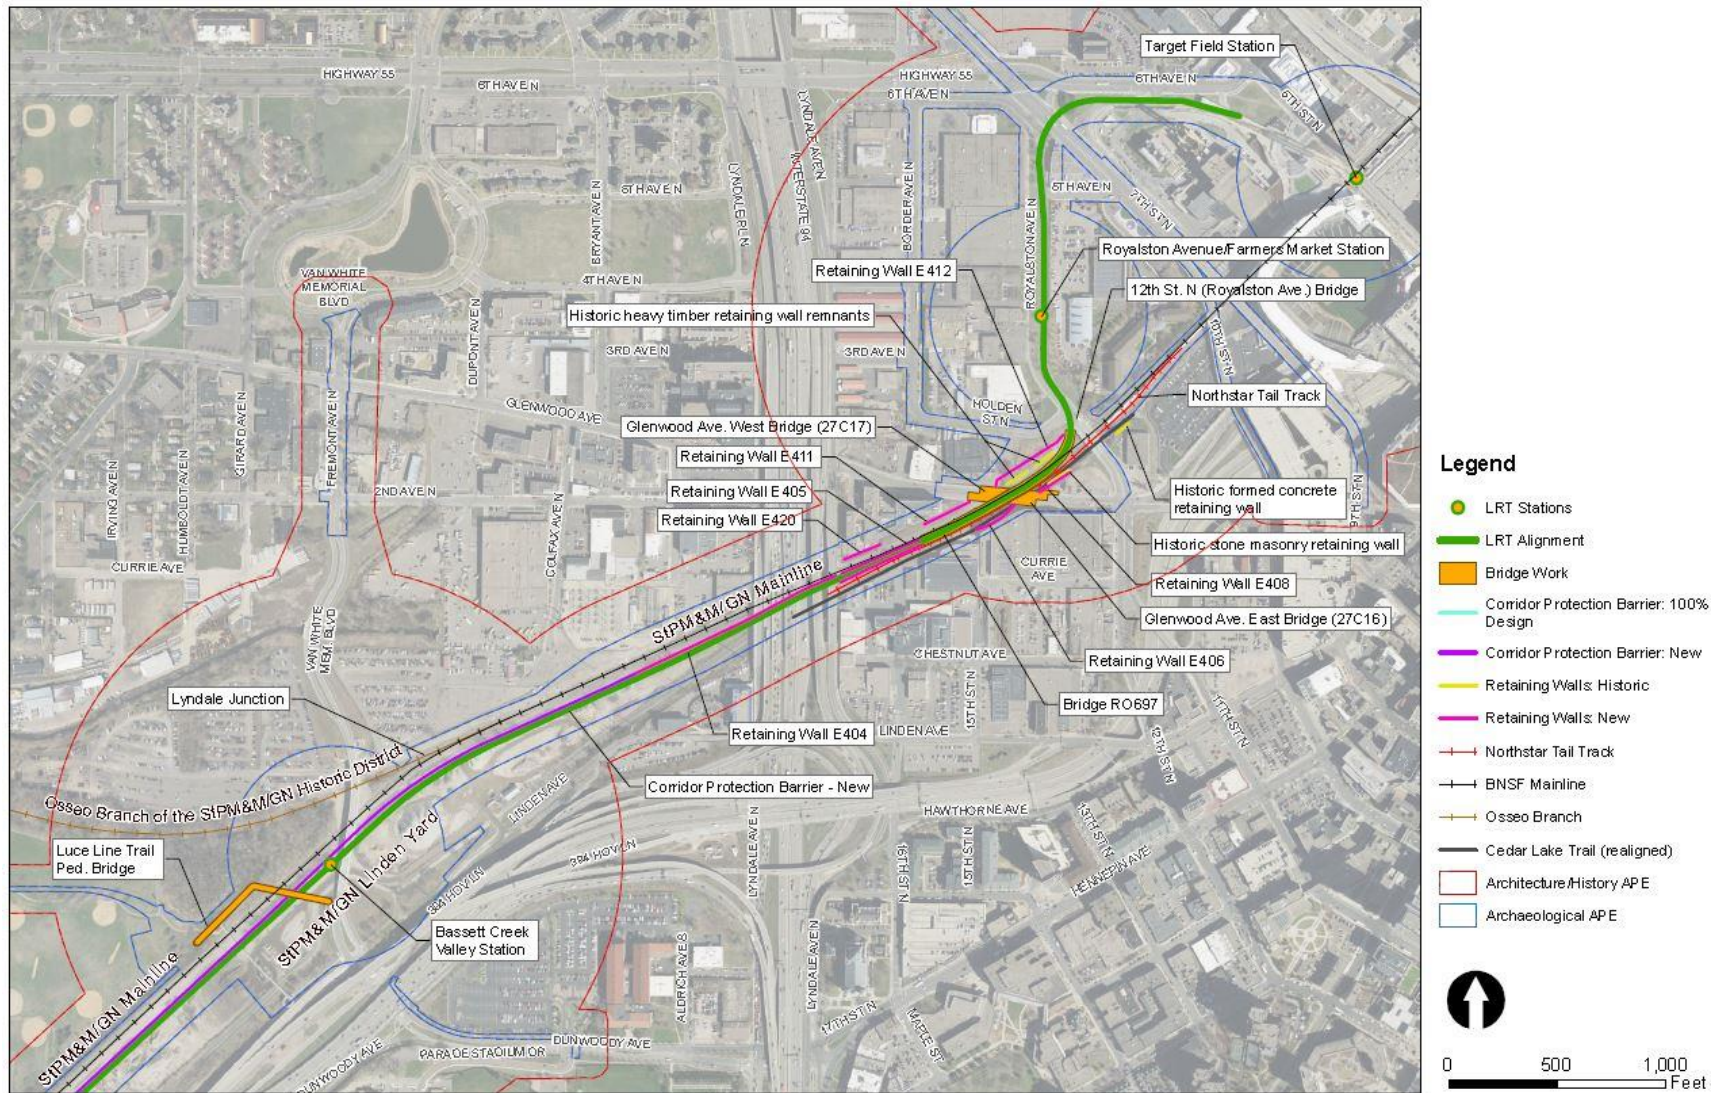 Target Field Station
HIGHWAY 55
HIGHWAY 55
6TH AVE N
6TH AVE N
6TH AVE N
5TH ST N
LYNDALE AVE N
INTERSTATE 94
LYNDALE PL N
BRYANT AVE N
BORDER AVE N
5TH AVE N
7TH ST N
ROYALSTON AVE N
Royalston Avenue/Farmers Market Station
Retaining Wall E412
VAN WHITE
MEMORIAL
BLVD
4TH AVE N
12th St. N (Royalston Ave.) Bridge
Historic heavy timber retaining wall remnants
DUPONT AVE N
3RD AVE N
3RD AVE N
10TH ST N
Northstar Tail Track
GLENWOOD AVE
HOLDEN
ST N
Glenwood Ave. West Bridge (27C17)
GIRARD AVE N
FREMONT AVE N
IRVING AVE N
HUMBOLDT AVE N
Retaining Wall E411
2ND AVE N
Retaining Wall E405
Historic formed concrete
retaining wall
9TH ST N
Retaining Wall E420
COLFAX AVE N
Historic stone masonry retaining wall
CURRIE AVE
CURRIE
AVE
Retaining Wall E408
StPM&M/GN Mainline
Glenwood Ave. East Bridge (27C16)
VAN WHITE
MEM. BLVD
CHESTNUT AVE
Retaining Wall E406
Lyndale Junction
15TH ST N
Bridge RO697
11TH ST N
12TH ST N
Retaining Wall E404
LINDEN AVE
Osseo Branch of the StPM&M/GN Historic District
Corridor Protection Barrier - New
LINDEN AVE
HAWTHORNE AVE
13TH ST N
Luce Line Trail
Ped. Bridge
394 HOV LN
LYNDALE AVE N
16TH ST N
15TH ST N
HENNEPIN AVE
StPM&M/GN Linden Yard
394 HOV LN
Bassett Creek
Valley Station
StPM&M/GN Mainline
ALDRICH AVE S
LYNDALE AVE N
17TH ST N
MAPLE ST
DUNWOODY AVE
PARADE STADIUM DR
DUNWOODY AVE
Legend
LRT Stations
LRT Alignment
Bridge Work
Corridor Protection Barrier: 100%
Design
Corridor Protection Barrier: New
Retaining Walls: Historic
Retaining Walls: New
Northstar Tail Track
BNSF Mainline
Osseo Branch
Cedar Lake Trail (realigned)
Architecture/History APE
Archaeological APE
0 500 1,000
Feet